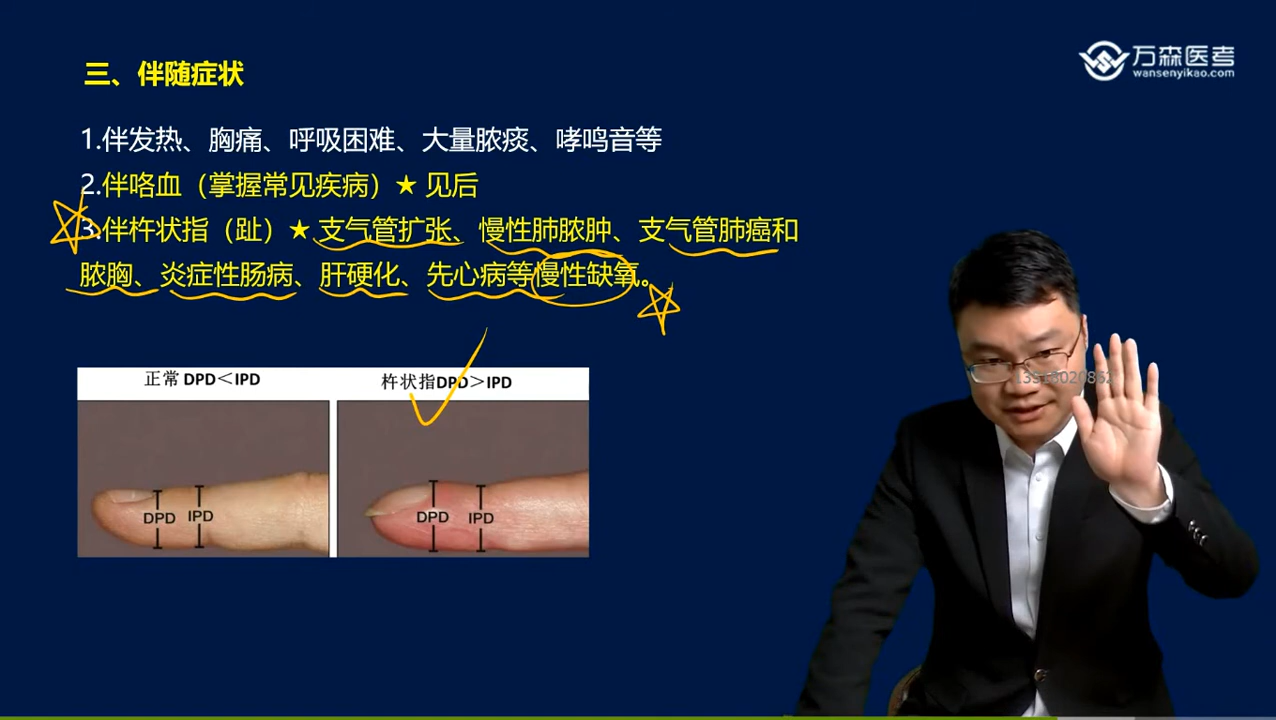 三、伴随症状
万森医考
wansenyikao.com
1.伴发热、胸痛、呼吸困难、大量脓痰、哮鸣音等
2.伴咯血（掌握常见疾病）★ 见后
3.伴杵状指（趾）★ 支气管扩张、慢性肺脓肿、支气管肺癌和
脓胸、炎症性肠病、肝硬化、先心病等慢性缺氧。
正常 DPD＜IPD
杵状指DPD＞IPD
DPD
IPD
DPD
IPD